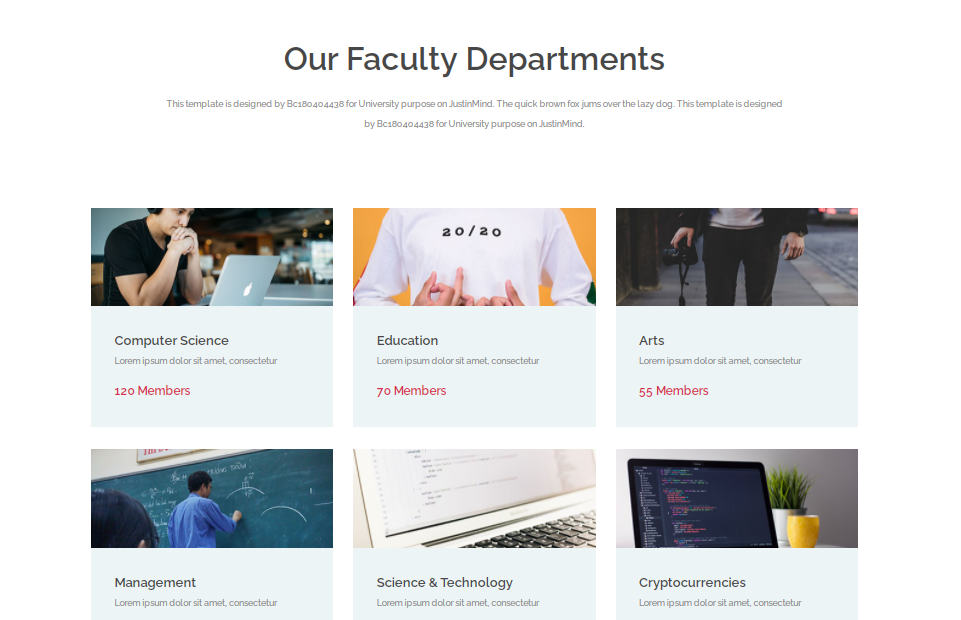 Our Faculty Departments
This template is designed by Bc180404438 for University purpose on JustinMind. The quick brown fox jums over the lazy dog. This template is designed
by Bc180404438 for University purpose on JustinMind.
20/20
Computer Science
Lorem ipsum dolor sit amet, consectetur
120 Members
Education
Lorem ipsum dolor sit amet, consectetur
70 Members
Arts
Lorem ipsum dolor sit amet, consectetur
55 Members
Management
Lorem ipsum dolor sit amet, consectetur
Science & Technology
Lorem ipsum dolor sit amet, consectetur
Cryptocurrencies
Lorem ipsum dolor sit amet, consectetur